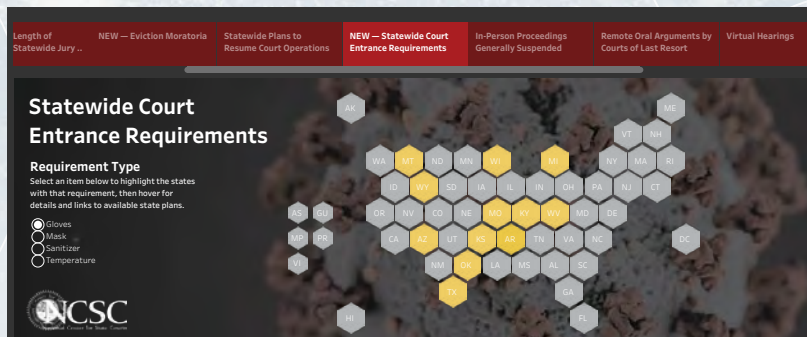 Length of
Statewide Jury ..
NEW — Eviction Moratoria
Statewide Plans to
Resume Court Operations
NEW — Statewide Court
Entrance Requirements
In-Person Proceedings
Generally Suspended
Remote Oral Arguments by
Courts of Last Resort
Virtual Hearings
Statewide Court
Entrance Requirements
Requirement Type
Select an item below to highlight the states
with that requirement, then hover for
details and links to available state plans.
Gloves
Mask
Sanitizer
Temperature
AK ME
VT NH
WA MT ND MN WI MI NY MA RI
ID WY SD IA IL IN OH PA NJ CT
AS GU OR NV CO NE MO KY WV MD DE
MP PR CA AZ UT KS AR TN VA NC DC
VI NM OK LA MS AL SC
TX GA
HI FL
NCSC
National Center for State Courts